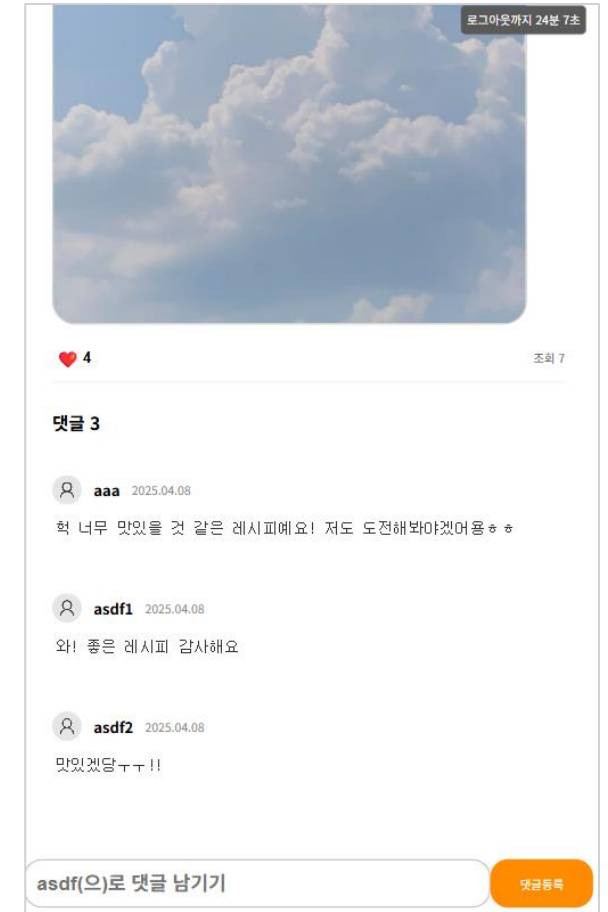 로그아웃까지 24분 7초
4
조회 7
댓글 3
aaa 2025.04.08
헉 너무 맛있을 것 같은 레시피예요! 저도 도전해봐야겠어용ㅎㅎ
asdf1 2025.04.08
와! 좋은 레시피 감사해요
asdf2 2025.04.08
맛있겠당ㅜㅜ!!
asdf(으)로 댓글 남기기
댓글등록